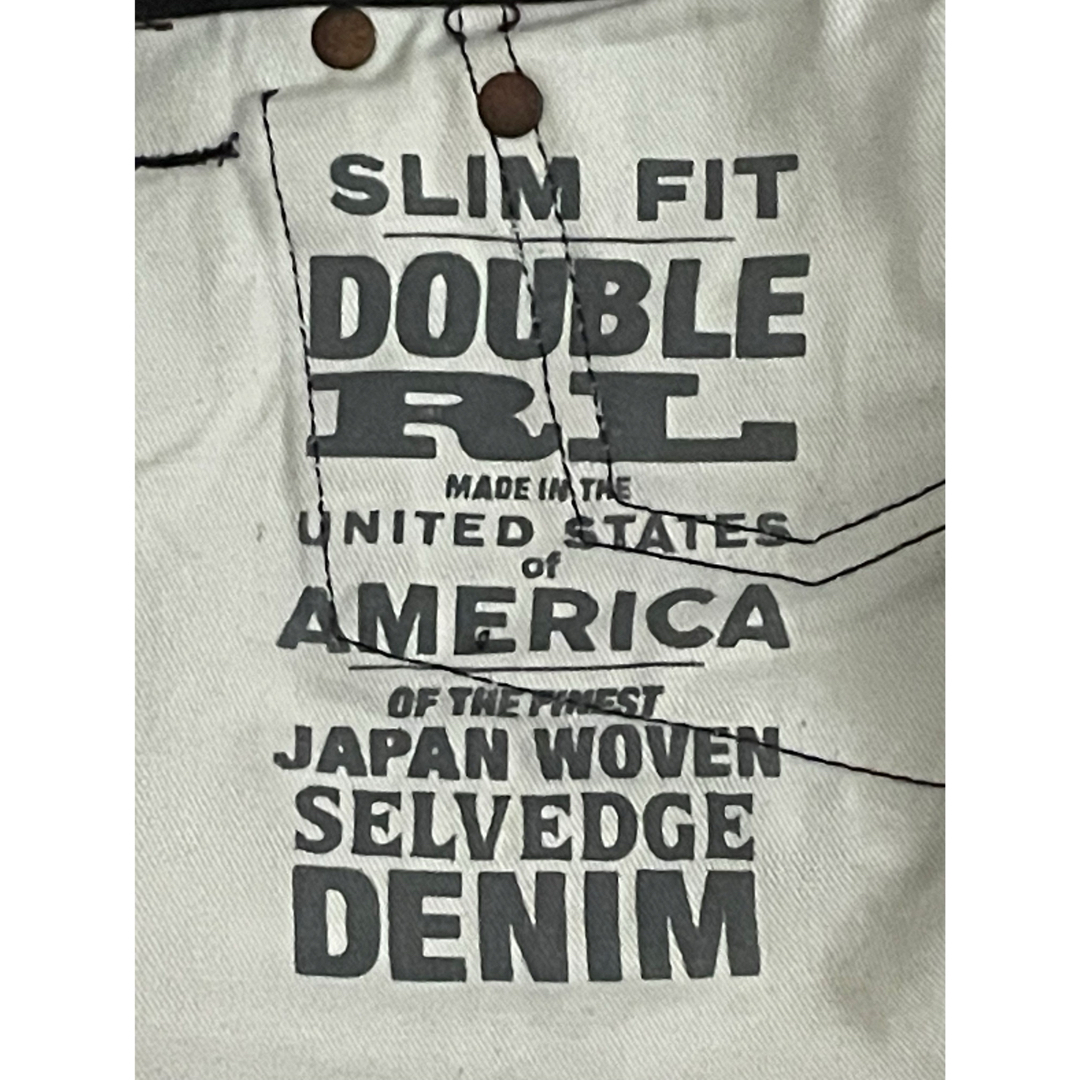 SLIM FIT
DOUBLE
RL
MADE IN THE
UNITED STATES
of
AMERICA
OF THE FINEST
JAPAN WOVEN
SELVEDGE
DENIM